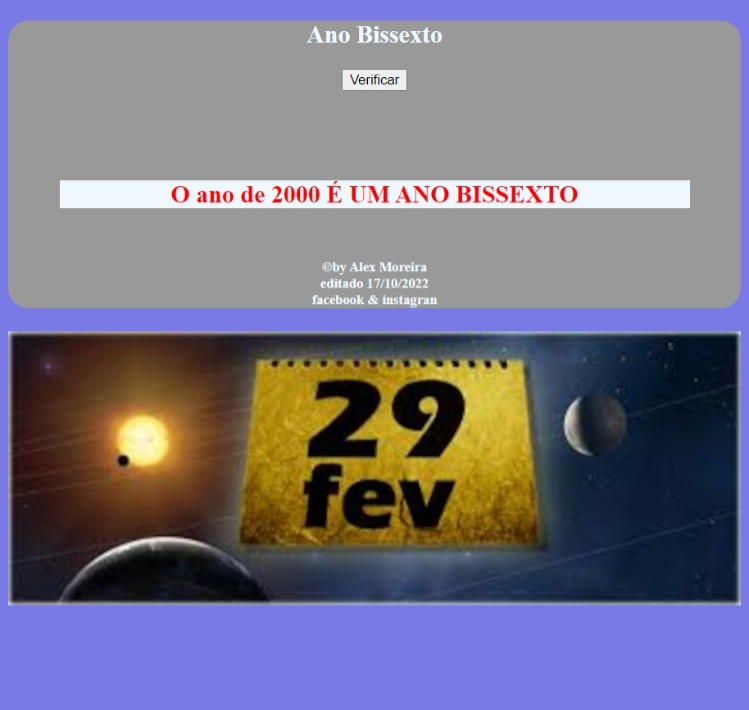 Ano Bissexto
Verificar
O ano de 2000 É UM ANO BISSEXTO
©by Alex Moreira
editado 17/10/2022
facebook & instagran
29
fev